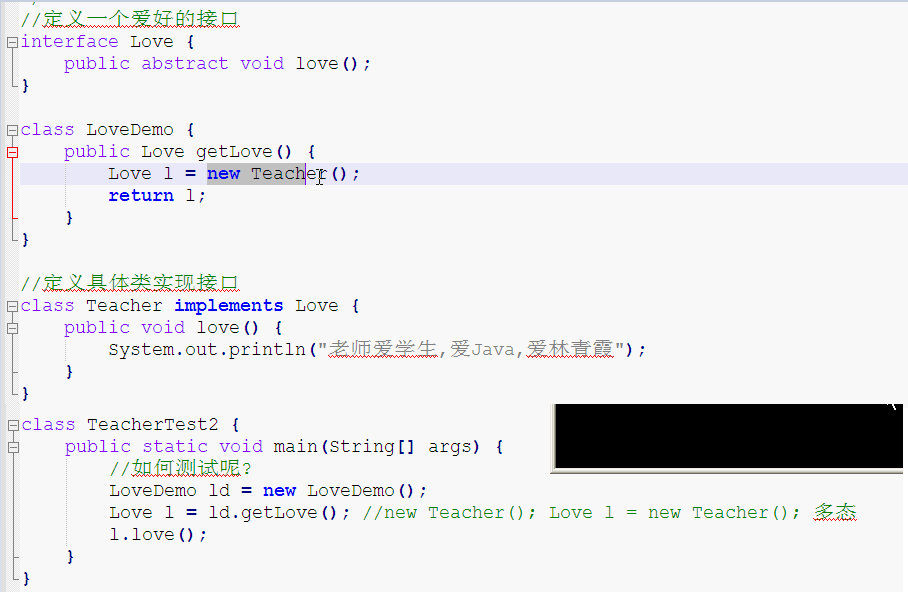 //定义一个爱好的接口
interface Love {
public abstract void love();
}
class LoveDemo {
public Love getLove() {
Love l = new Teacher();
return l;
}
}
//定义具体类实现接口
class Teacher implements Love {
public void love() {
System.out.println("老师爱学生,爱Java,爱林青霞");
}
}
class TeacherTest2 {
public static void main(String[] args) {
//如何测试呢?
LoveDemo ld = new LoveDemo();
Love l = ld.getLove(); //new Teacher(); Love l = new Teacher(); 多态
l.love();
}
}